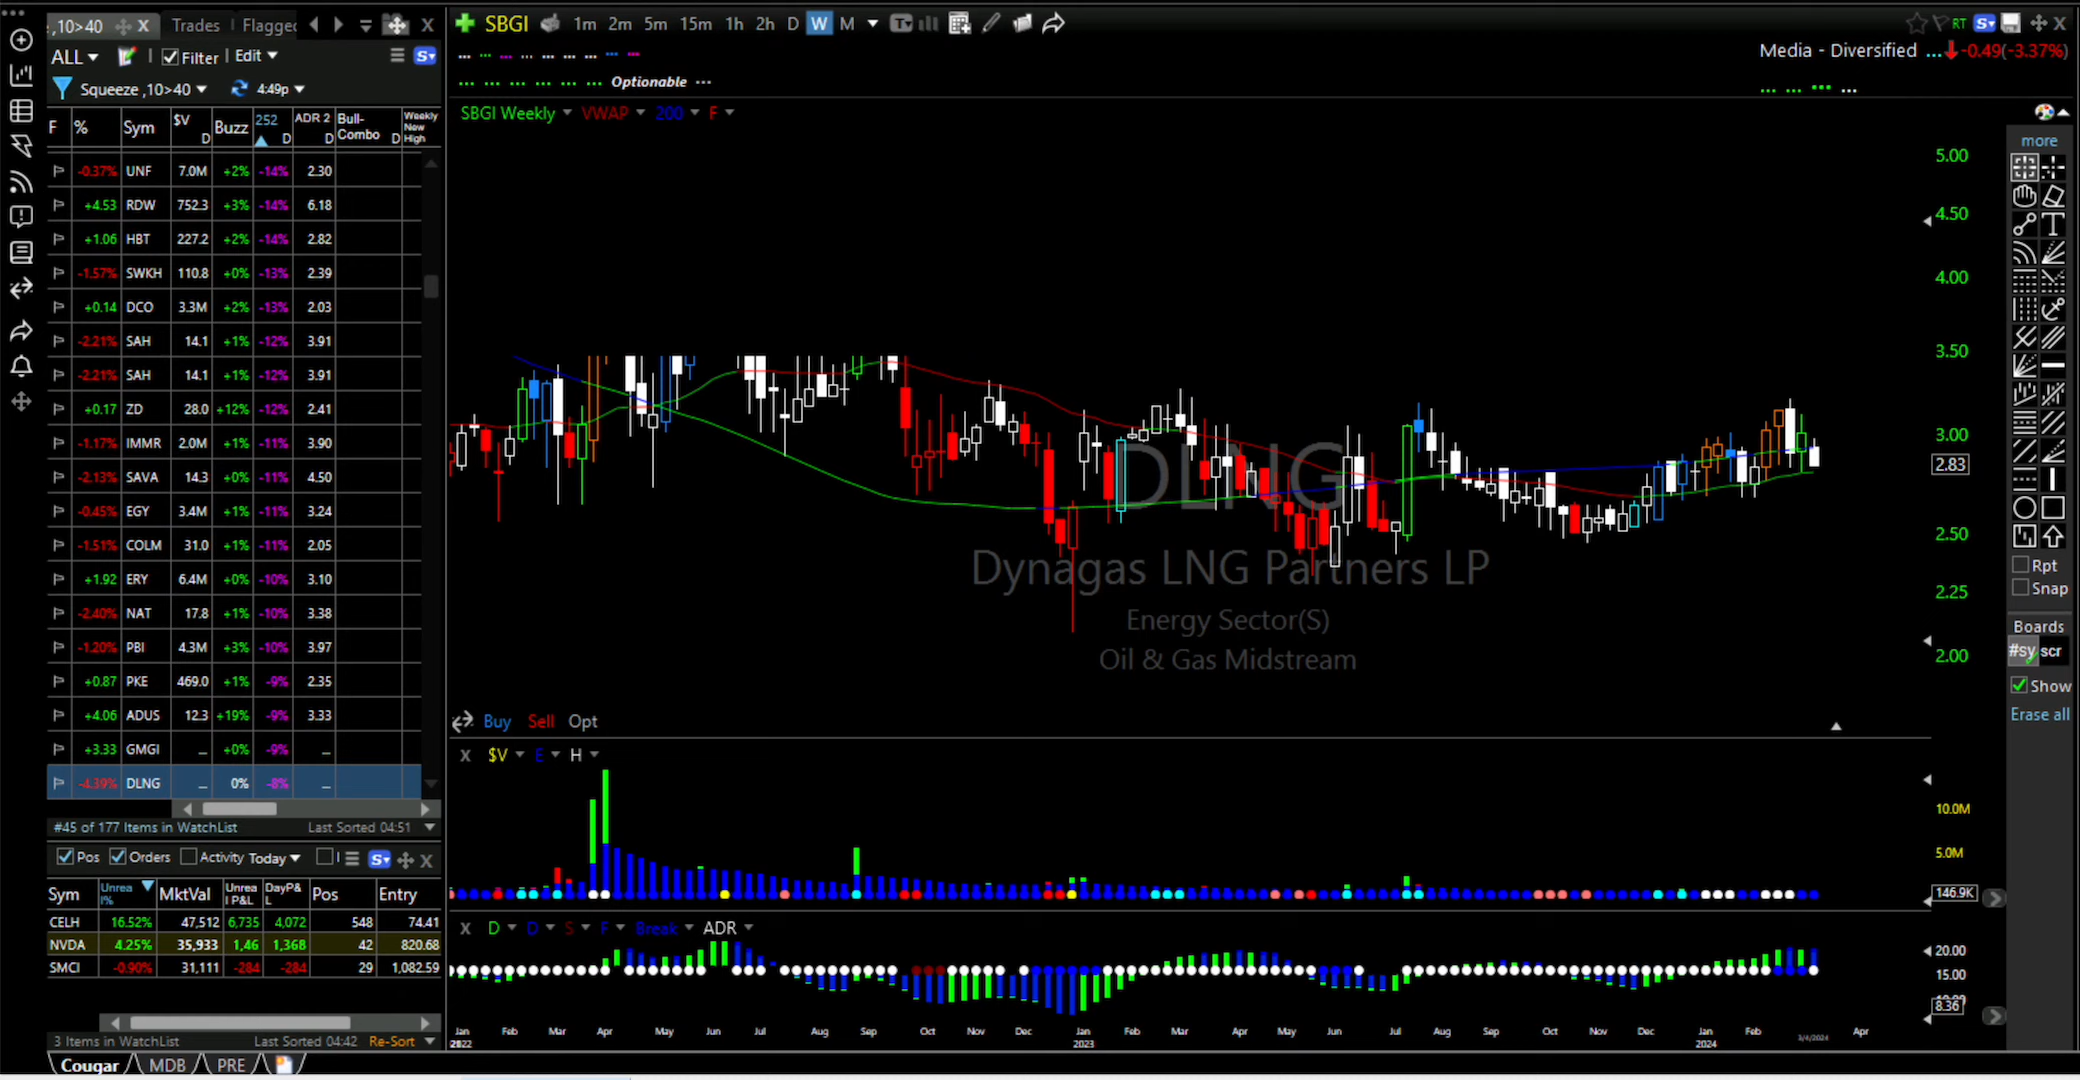 ,10>40 X Trades Flagged X
SBGI 1m 2m 5m 15m 1h 2h D W M RT S
ALL Filter Edit S
Media - Diversified ... -0.49(-3.37%)
Optionable
Squeeze ,10>40 4:49p
SBGI Weekly VWAP 200 F
F % Sym $V D Buzz 252 D ADR 2 D Bull-Combo D Weekly New High
-0.37% UNF 7.0M +2% -14% 2.30
+4.53 RDW 752.3 +3% -14% 6.18
+1.06 HBT 227.2 +2% -14% 2.82
-1.57% SWKH 110.8 +0% -13% 2.39
+0.14 DCO 3.3M +2% -13% 2.03
-2.21% SAH 14.1 +1% -12% 3.91
-2.21% SAH 14.1 +1% -12% 3.91
+0.17 ZD 28.0 +12% -12% 2.41
-1.17% IMMR 2.0M +1% -11% 3.90
-2.13% SAVA 14.3 +0% -11% 4.50
-0.45% EGY 3.4M +1% -11% 3.24
-1.51% COLM 31.0 +1% -11% 2.05
+1.92 ERY 6.4M +0% -10% 3.10
-2.40% NAT 17.8 +1% -10% 3.38
-1.20% PBI 4.3M +3% -10% 3.97
+0.87 PKE 469.0 +1% -9% 2.35
+4.06 ADUS 12.3 +19% -9% 3.33
+3.33 GMGI _ +0% -9% _
-4.39% DLNG _ 0% -8% _
#45 of 177 Items in WatchList Last Sorted 04:51
Pos Orders Activity Today S X
Sym Unrea l% MktVal Unrea l P&L DayP& L Pos Entry
CELH 16.52% 47,512 6,735 4,072 548 74.41
NVDA 4.25% 35,933 1,46 1,368 42 820.68
SMCI -0.90% 31,111 -284 -284 29 1,082.59
3 Items in WatchList Last Sorted 04:42 Re-Sort
Cougar MDB PRE
DLNG
Dynagas LNG Partners LP
Energy Sector(S)
Oil & Gas Midstream
5.00
4.50
4.00
3.50
3.00
2.83
2.50
2.25
2.00
Buy Sell Opt
X $V E H
10.0M
5.0M
146.9K
X D D S F Break ADR
20.00
15.00
8.36
Jan Feb Mar Apr May Jun Jul Aug Sep Oct Nov Dec Jan Feb Mar Apr May Jun Jul Aug Sep Oct Nov Dec Jan Feb 3/4/2024 Apr
2022 2023 2024
more
T
Rpt
Snap
Boards
#sy scr
Show
Erase all